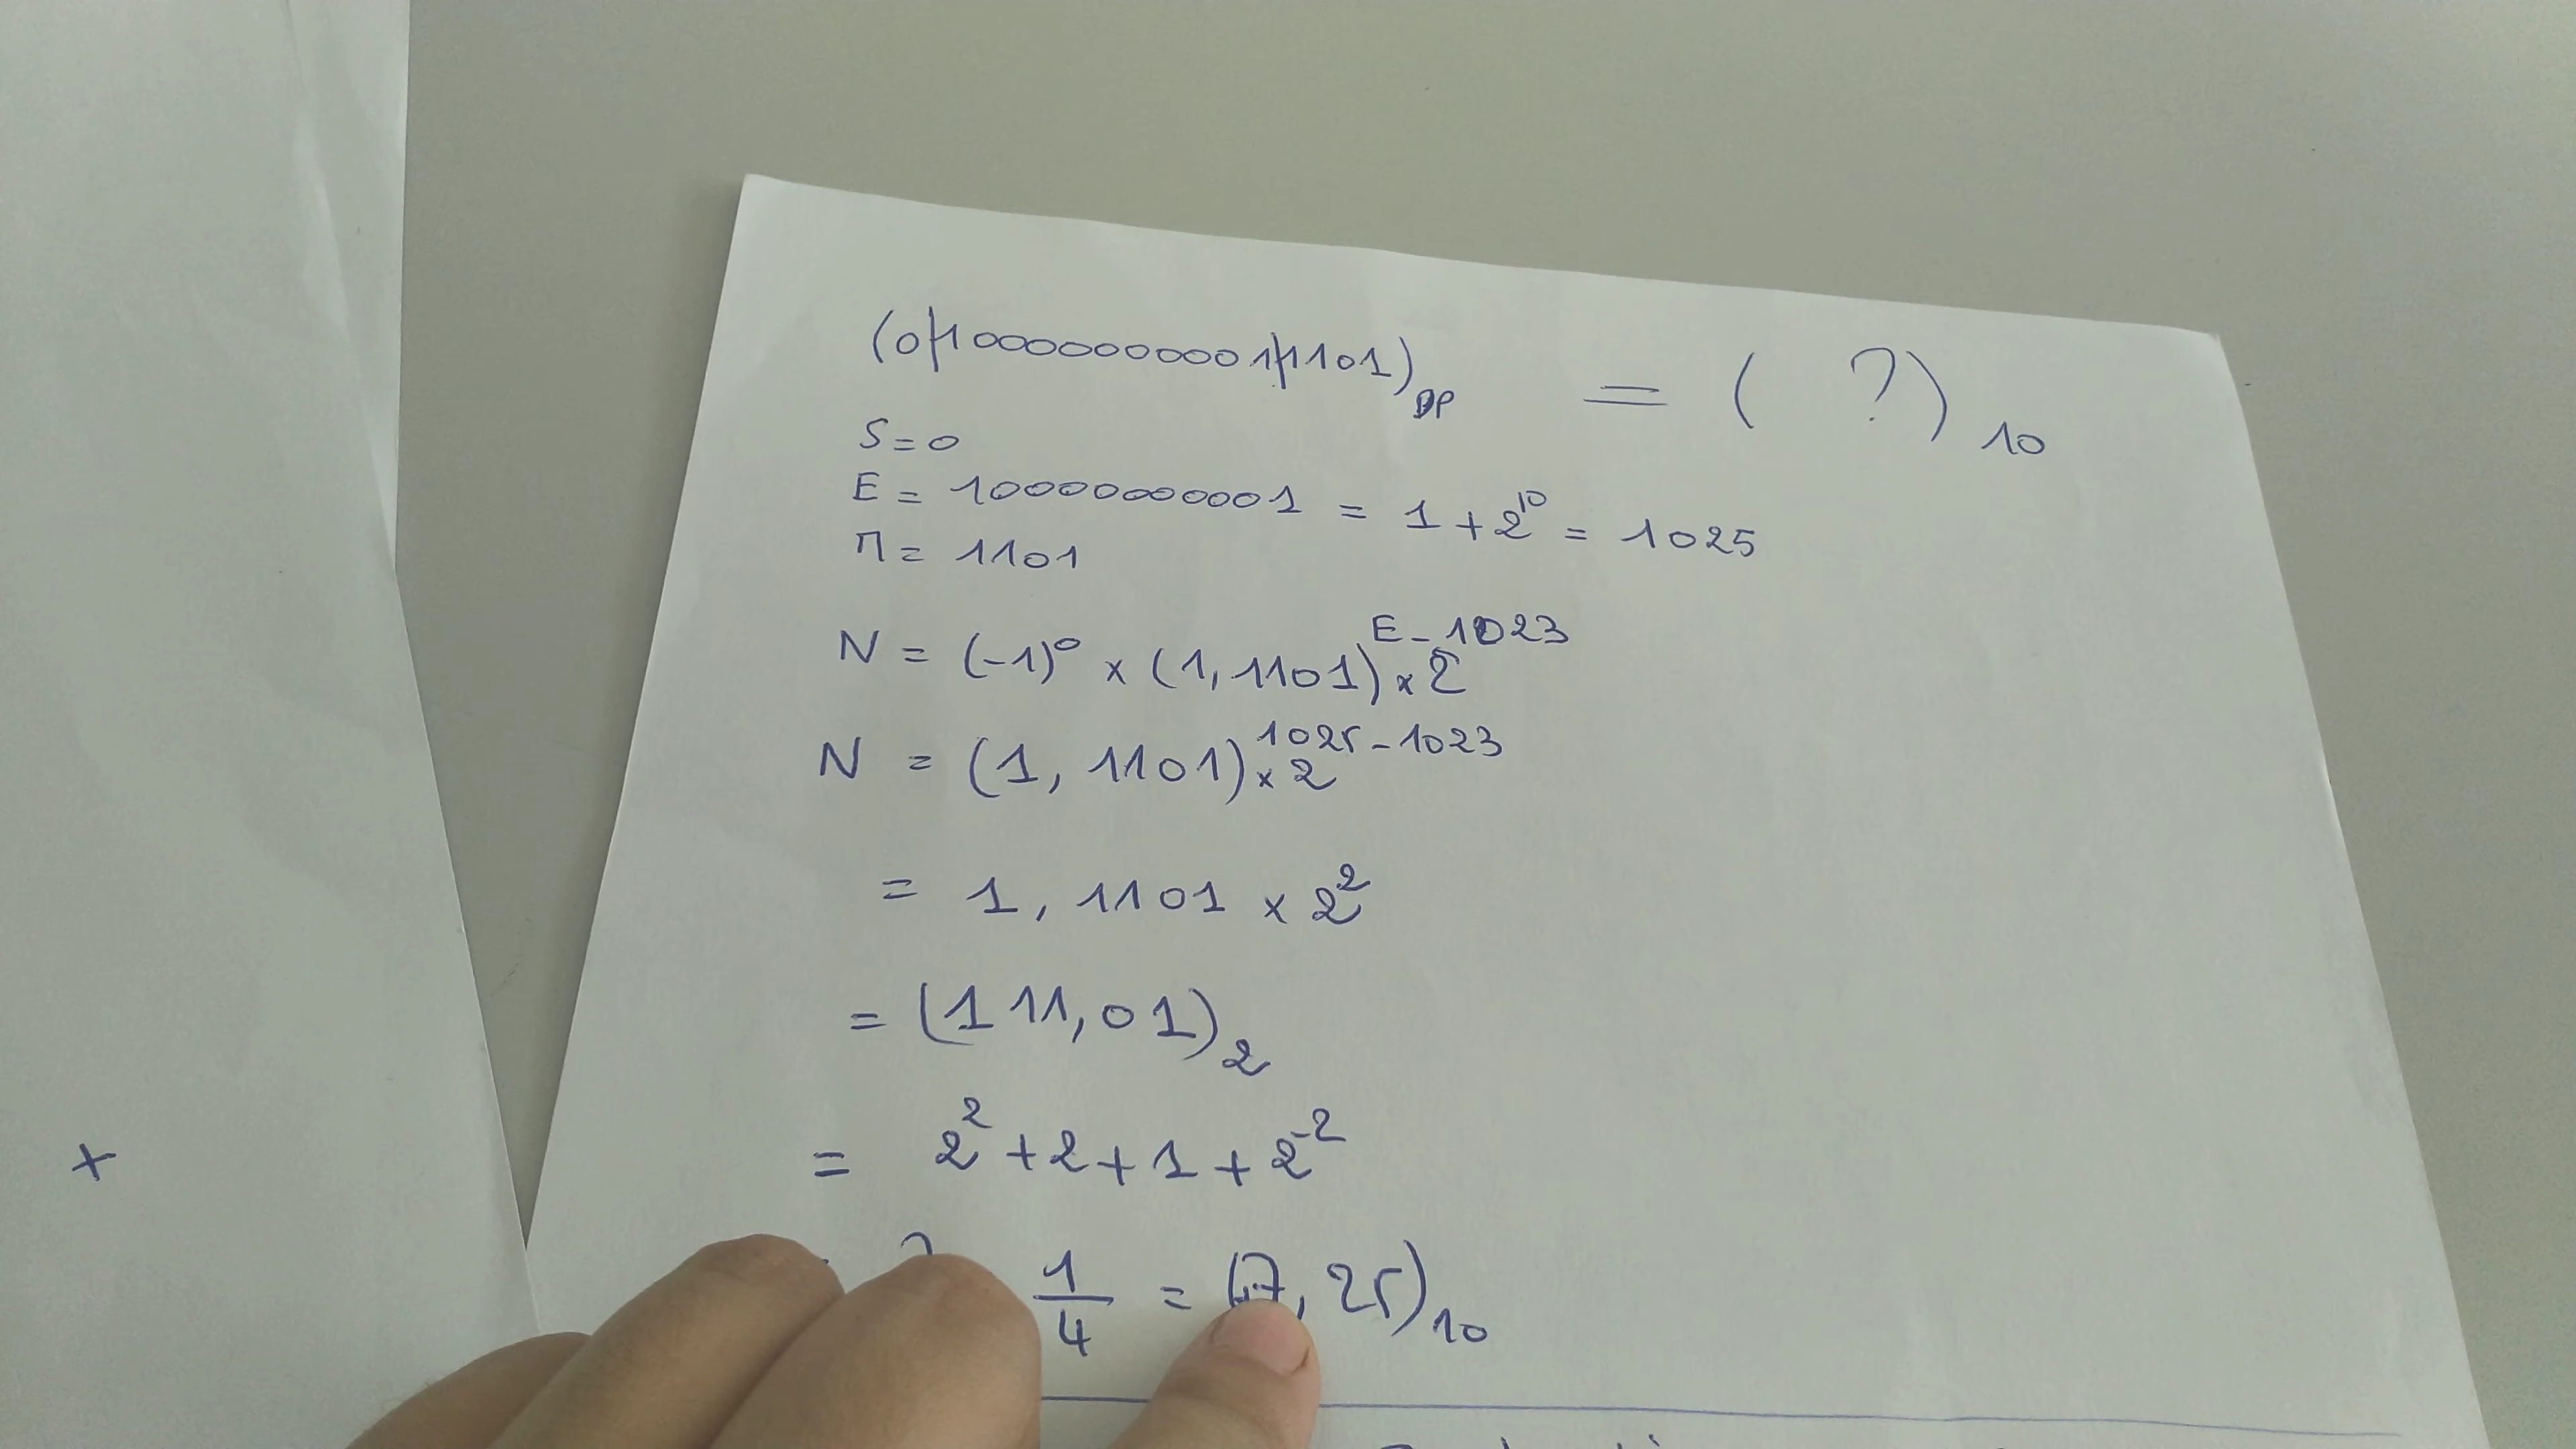 (0|10000000001|1101)DP = ( ? )10
S = 0
E = 10000000001 = 1 + 2^10 = 1025
M = 1101
N = (-1)^0 x (1,1101) x 2^E-1023
N = (1,1101) x 2^1025-1023
= 1,1101 x 2^2
= (111,01)2
= 2^2 + 2 + 1 + 2^-2
1/4 = (7,25)10
x